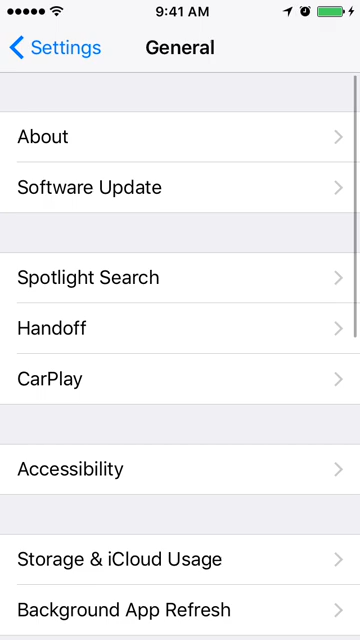 9:41 AM
Settings
General
About
Software Update
Spotlight Search
Handoff
CarPlay
Accessibility
Storage & iCloud Usage
Background App Refresh